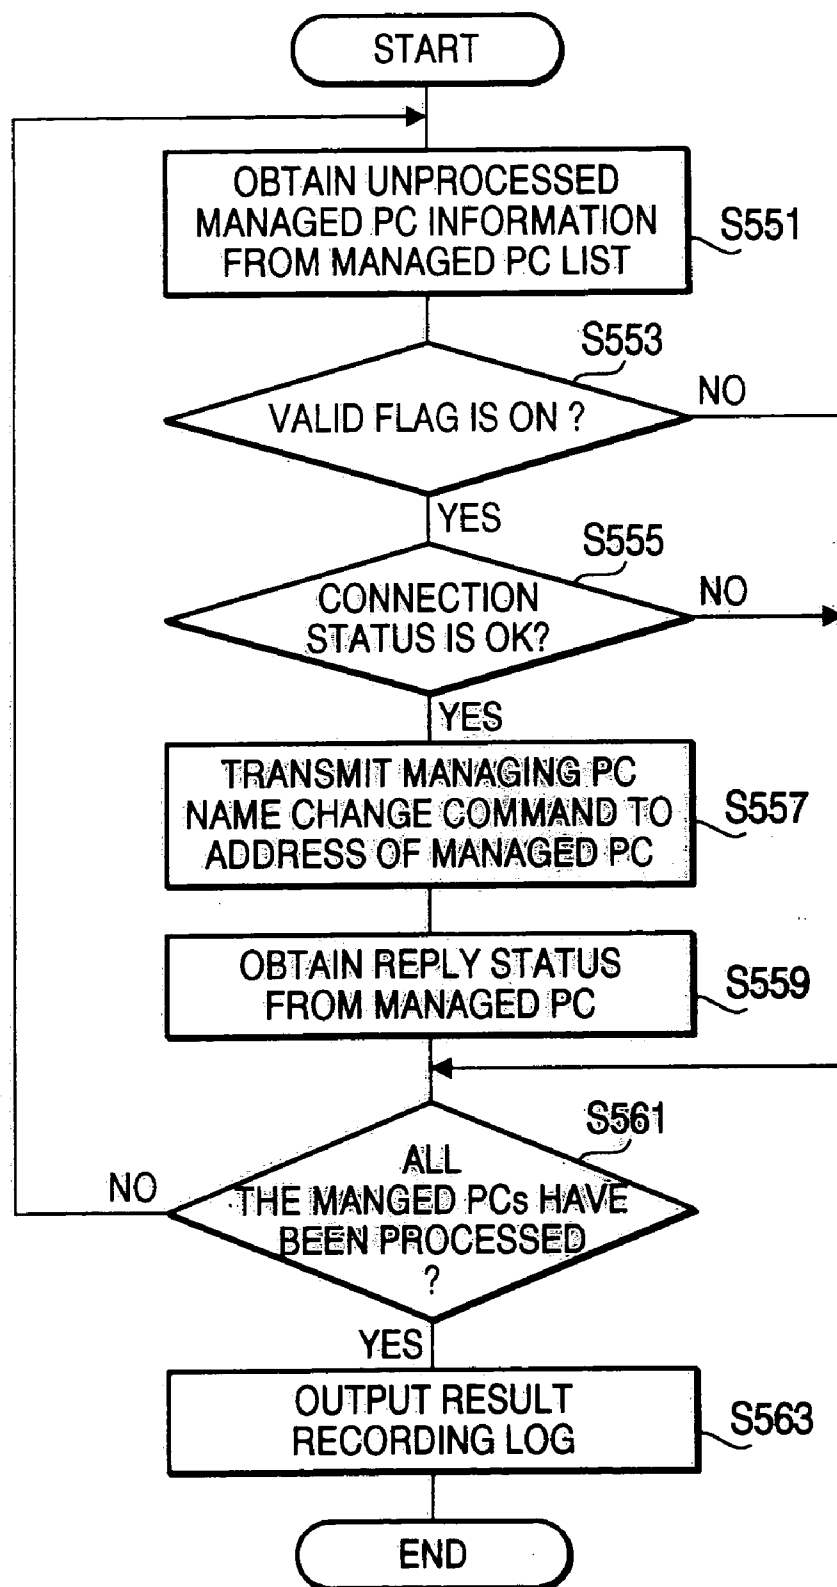 START
OBTAIN UNPROCESSED
MANAGED PC INFORMATION
FROM MANAGED PC LIST
S551
S553
VALID FLAG IS ON ?
NO
YES
S555
CONNECTION
STATUS IS OK?
NO
YES
TRANSMIT MANAGING PC
NAME CHANGE COMMAND TO
ADDRESS OF MANAGED PC
S557
OBTAIN REPLY STATUS
FROM MANAGED PC
S559
S561
ALL
THE MANGED PCs HAVE
BEEN PROCESSED
?
NO
YES
OUTPUT RESULT
RECORDING LOG
S563
END